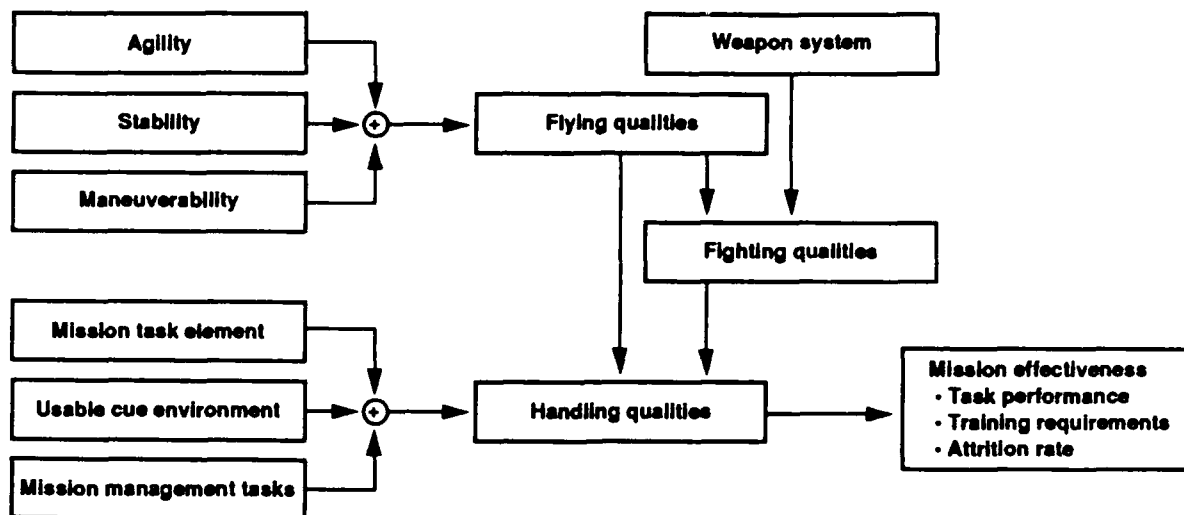 Agility
Weapon system
Stability
Flying qualities
Maneuverability
Fighting qualities
Mission task element
Usable cue environment
Handling qualities
Mission management tasks
Mission effectiveness
• Task performance
• Training requirements
• Attrition rate